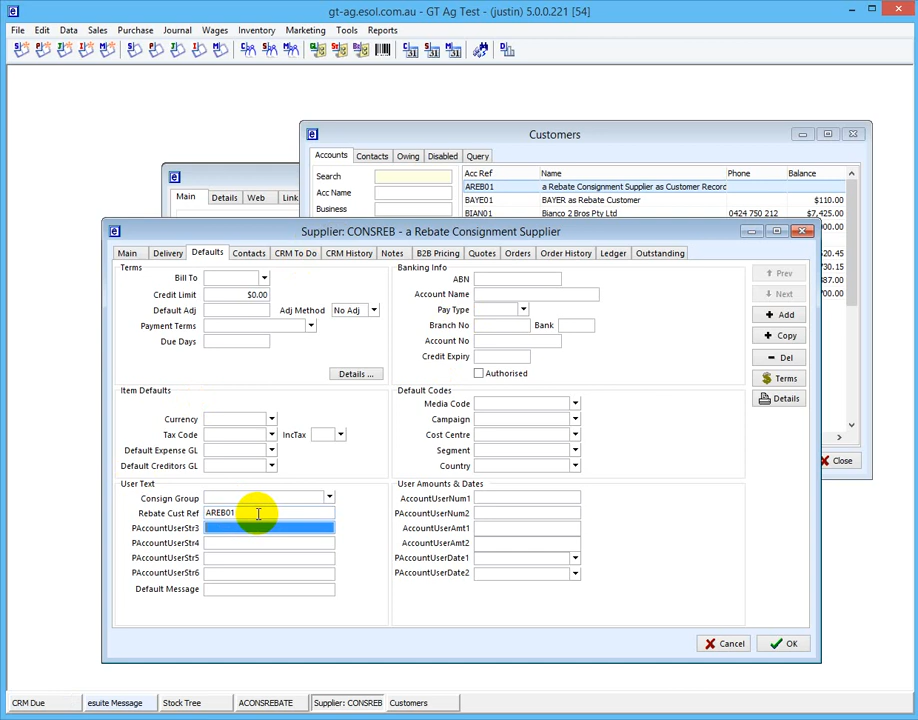 gt-ag.esol.com.au - GT Ag Test - (justin) 5.0.0.221 [54]
File Edit Data Sales Purchase Journal Wages Inventory Marketing Tools Reports
Customers
Accounts Contacts Owing Disabled Query
Search
Acc Name
Business
Acc Ref Name Phone Balance
AREB01 a Rebate Consignment Supplier as Customer Record
BAYE01 BAYER as Rebate Customer $110.00
BIAN01 Bianco 2 Bros Pty Ltd 0424 750 212 $7,425.00
Close
Main Details Web Link
Supplier: CONSREB - a Rebate Consignment Supplier
Main Delivery Defaults Contacts CRM To Do CRM History Notes B2B Pricing Quotes Orders Order History Ledger Outstanding
Terms
Bill To
Credit Limit $0.00
Default Adj Adj Method No Adj
Payment Terms
Due Days
Details ...
Banking Info
ABN
Account Name
Pay Type
Branch No Bank
Account No
Credit Expiry
Authorised
Prev
Next
Add
Copy
Del
Terms
Details
Item Defaults
Currency
Tax Code IncTax
Default Expense GL
Default Creditors GL
Default Codes
Media Code
Campaign
Cost Centre
Segment
Country
User Text
Consign Group
Rebate Cust Ref AREB01
PAccountUserStr3
PAccountUserStr4
PAccountUserStr5
PAccountUserStr6
Default Message
User Amounts & Dates
AccountUserNum1
PAccountUserNum2
AccountUserAmt1
AccountUserAmt2
PAccountUserDate1
PAccountUserDate2
Cancel OK
CRM Due esuite Message Stock Tree ACONSREBATE Supplier: CONSREB Customers